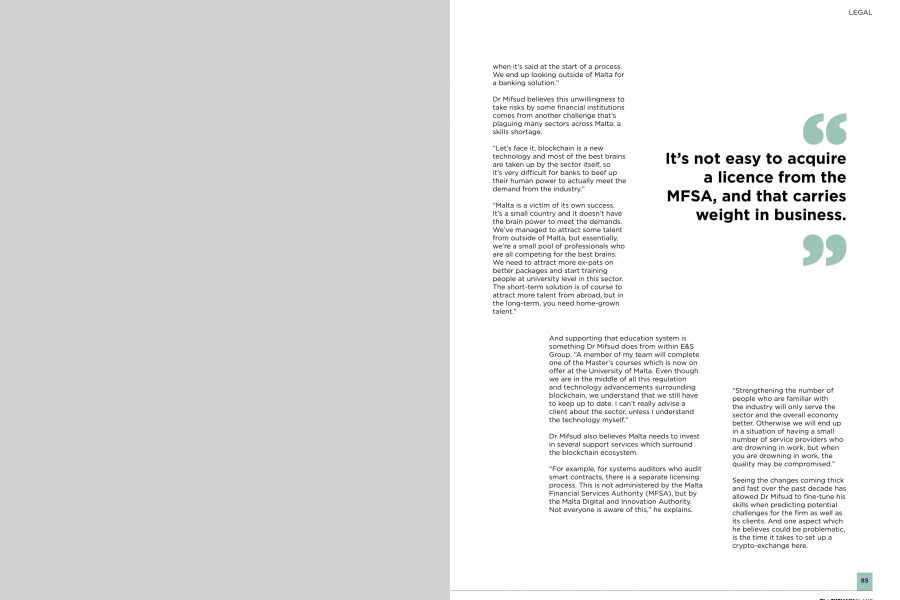 LEGAL
when it's said at the start of a process.
We end up looking outside of Malta for
a banking solution."
Dr Mifsud believes this unwillingness to
take risks by some financial institutions
comes from another challenge that's
plaguing many sectors across Malta: a
skills shortage.
"Let's face it, blockchain is a new
technology and most of the best brains
are taken up by the sector itself, so
it's very difficult for banks to beef up
their human power to actually meet the
demand from the industry."
"Malta is a victim of its own success.
It's a small country and it doesn't have
the brain power to meet the demands.
We've managed to attract some talent
from outside of Malta, but essentially,
we're a small pool of professionals who
are all competing for the best brains.
We need to attract more ex-pats on
better packages and start training
people at university level in this sector.
The short-term solution is of course to
attract more talent from abroad, but in
the long-term, you need home-grown
talent."
“
It's not easy to acquire
a licence from the
MFSA, and that carries
weight in business.
”
And supporting that education system is
something Dr Mifsud does from within E&S
Group. "A member of my team will complete
one of the Master's courses which is now on
offer at the University of Malta. Even though
we are in the middle of all this regulation
and technology advancements surrounding
blockchain, we understand that we still have
to keep up to date. I can't really advise a
client about the sector, unless I understand
the technology myself."
Dr Mifsud also believes Malta needs to invest
in several support services which surround
the blockchain ecosystem.
"For example, for systems auditors who audit
smart contracts, there is a separate licensing
process. This is not administered by the Malta
Financial Services Authority (MFSA), but by
the Malta Digital and Innovation Authority.
Not everyone is aware of this," he explains.
"Strengthening the number of
people who are familiar with
the industry will only serve the
sector and the overall economy
better. Otherwise we will end up
in a situation of having a small
number of service providers who
are drowning in work, but when
you are drowning in work, the
quality may be compromised."
Seeing the changes coming thick
and fast over the past decade has
allowed Dr Mifsud to fine-tune his
skills when predicting potential
challenges for the firm as well as
its clients. And one aspect which
he believes could be problematic,
is the time it takes to set up a
crypto-exchange here.
85